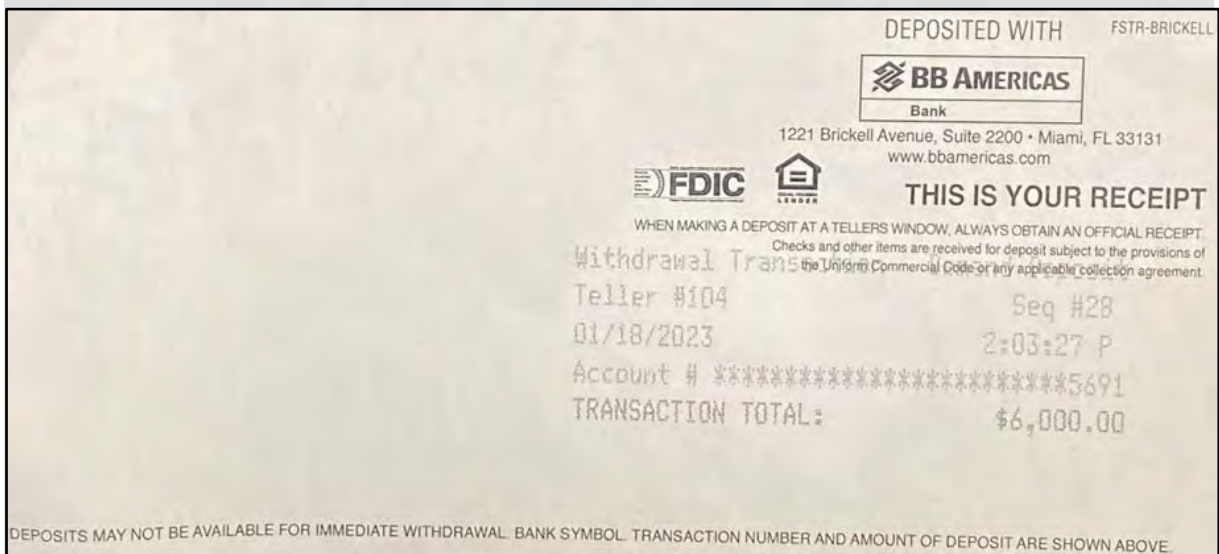 DEPOSITED WITH FSTR-BRICKELL
BB AMERICAS
Bank
1221 Brickell Avenue, Suite 2200 • Miami, FL 33131
www.bbamericas.com
FDIC
EQUAL HOUSING
LENDER
THIS IS YOUR RECEIPT
WHEN MAKING A DEPOSIT AT A TELLERS WINDOW, ALWAYS OBTAIN AN OFFICIAL RECEIPT.
Checks and other items are received for deposit subject to the provisions of
the Uniform Commercial Code or any applicable collection agreement.
Withdrawal
Teller #104 Seq #28
01/18/2023 2:03:27 P
Account # *************************5691
TRANSACTION TOTAL: $6,000.00
DEPOSITS MAY NOT BE AVAILABLE FOR IMMEDIATE WITHDRAWAL. BANK SYMBOL. TRANSACTION NUMBER AND AMOUNT OF DEPOSIT ARE SHOWN ABOVE.